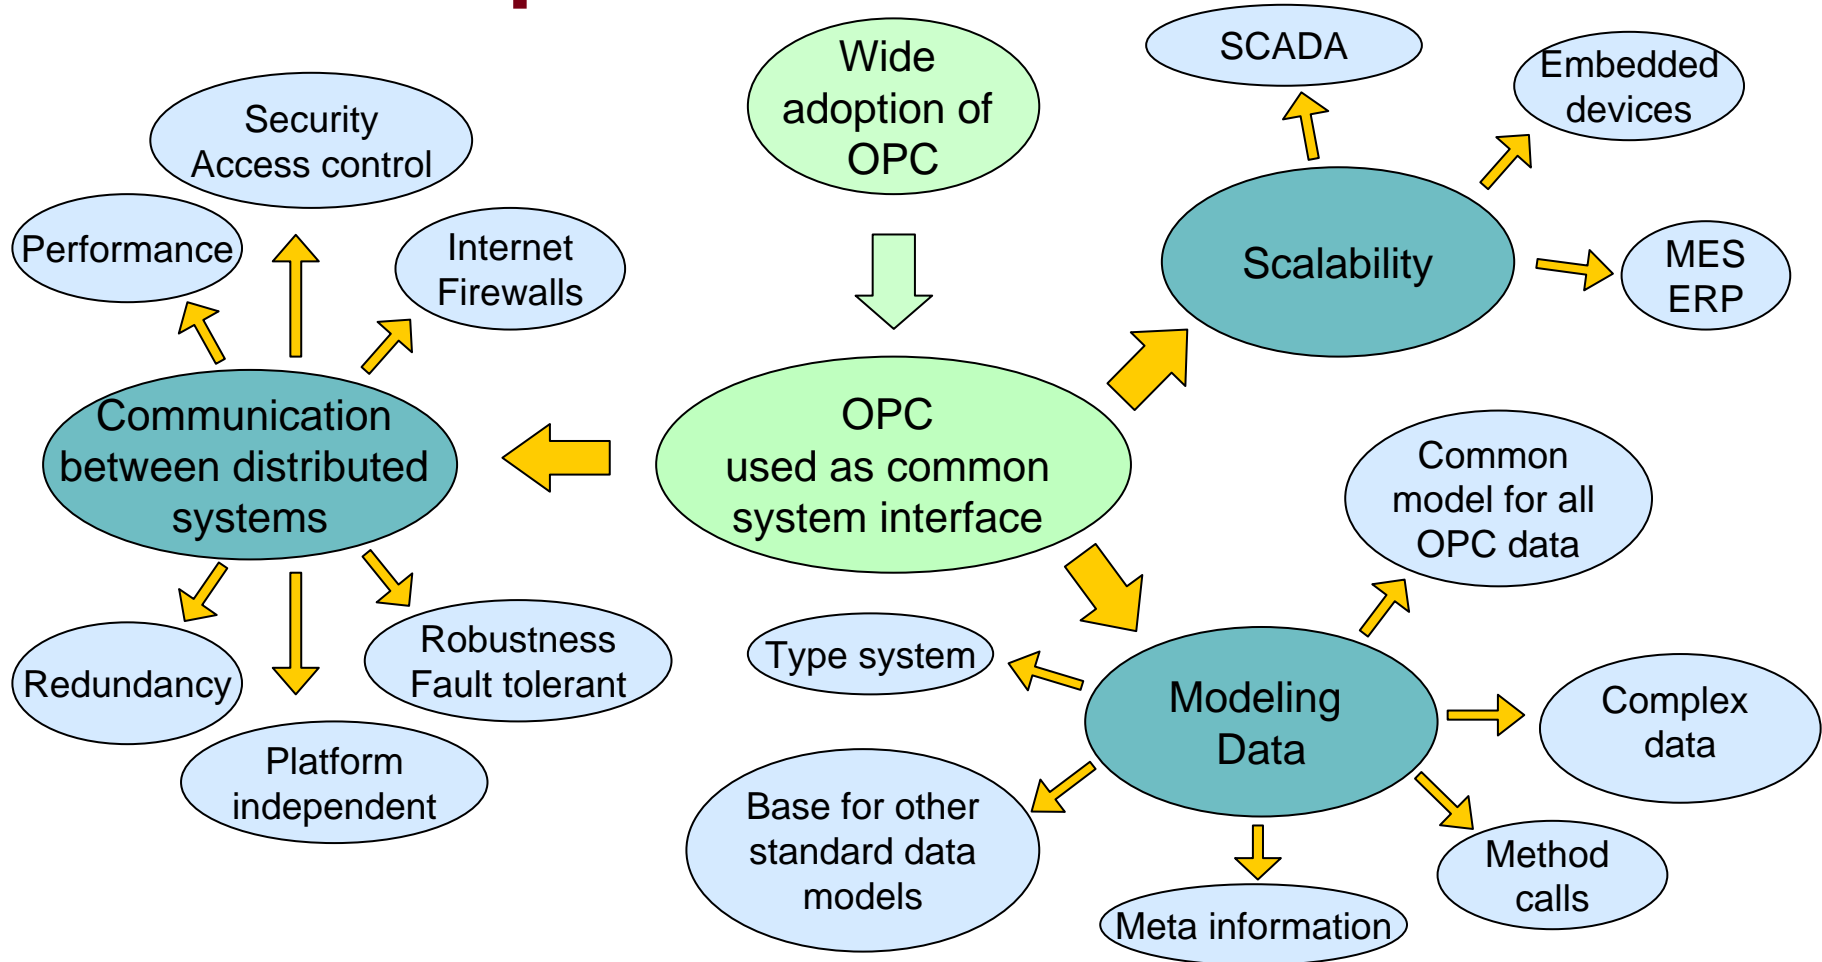 Wide
adoption of
OPC
SCADA
Embedded
devices
Security
Access control
Performance
Internet
Firewalls
Scalability
MES
ERP
Communication
between distributed
systems
OPC
used as common
system interface
Common
model for all
OPC data
Redundancy
Robustness
Fault tolerant
Platform
independent
Type system
Modeling
Data
Complex
data
Base for other
standard data
models
Meta information
Method
calls